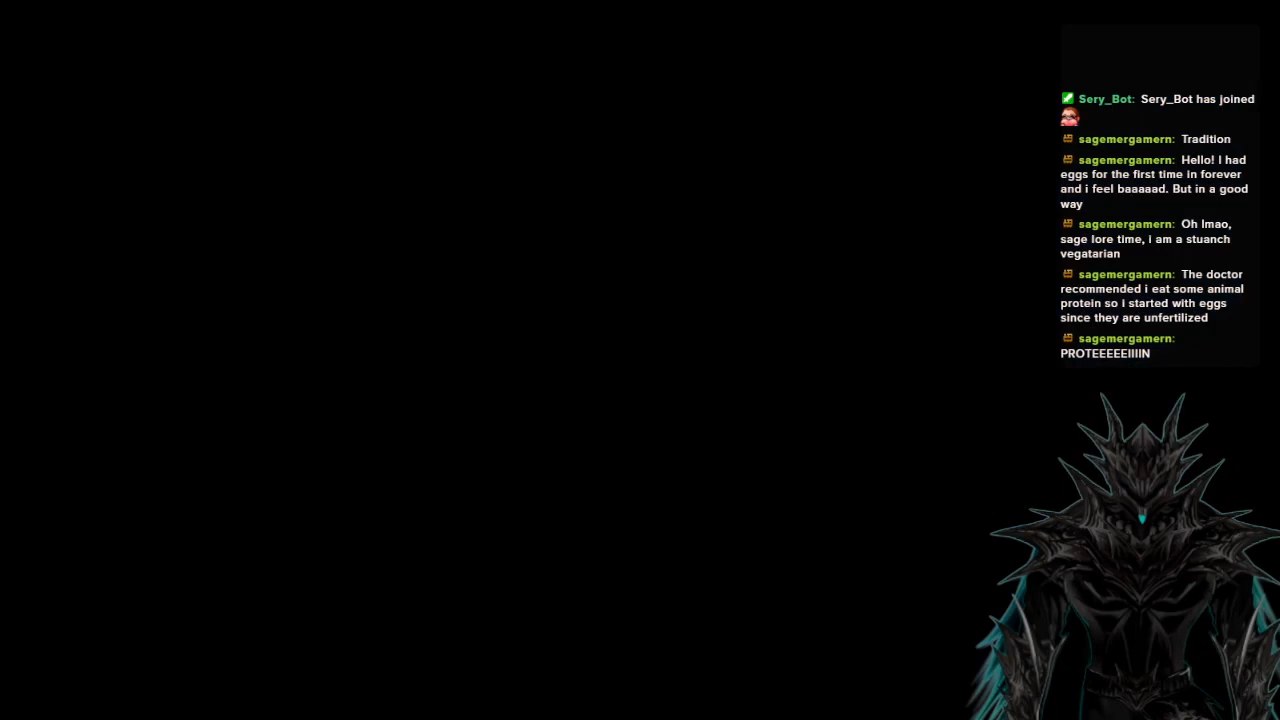 Sery_Bot: Sery_Bot has joined
sagemergamern: Tradition
sagemergamern: Hello! I had
eggs for the first time in forever
and i feel baaaaad. But in a good
way
sagemergamern: Oh lmao,
sage lore time, i am a stuanch
vegatarian
sagemergamern: The doctor
recommended i eat some animal
protein so i started with eggs
since they are unfertilized
sagemergamern:
PROTEEEEEIIIIN